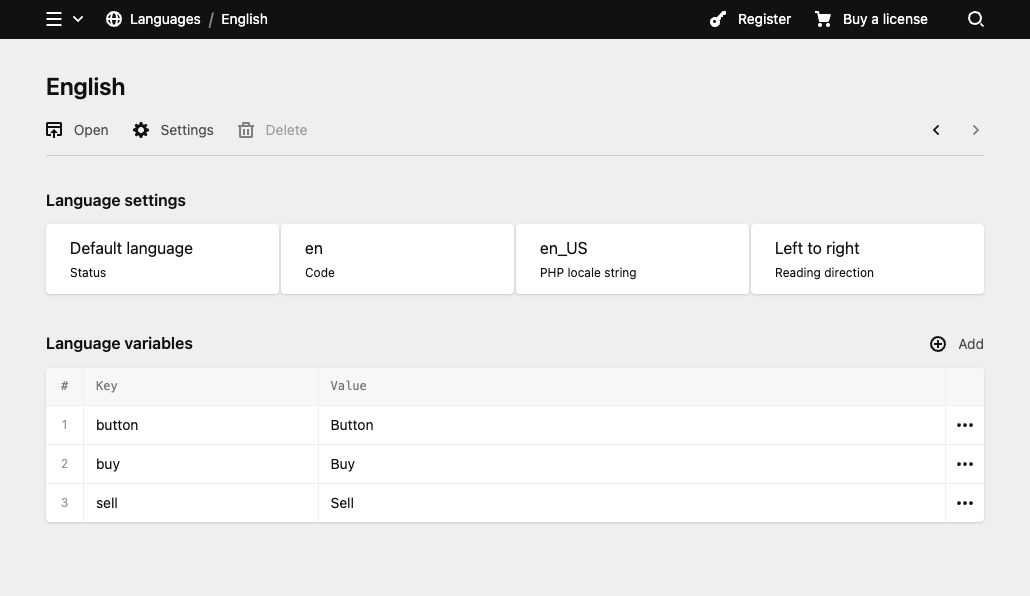 Languages / English
Register
Buy a license
English
Open
Settings
Delete
Language settings
Default language
Status
en
Code
en_US
PHP locale string
Left to right
Reading direction
Language variables
Add
# Key Value
1 button Button
2 buy Buy
3 sell Sell